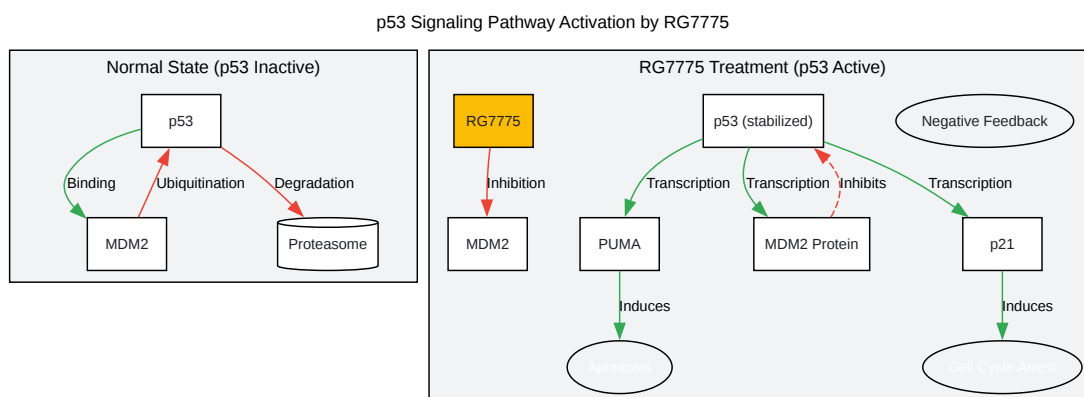 p53 Signaling Pathway Activation by RG7775
Normal State (p53 Inactive)
p53
Binding
Ubiquitination
Degradation
MDM2
Proteasome
RG7775 Treatment (p53 Active)
RG7775
p53 (stabilized)
Negative Feedback
Inhibition
Transcription
Transcription
Inhibits
Transcription
MDM2
PUMA
MDM2 Protein
p21
Induces
Induces
Apoptosis
Cell Cycle Arrest